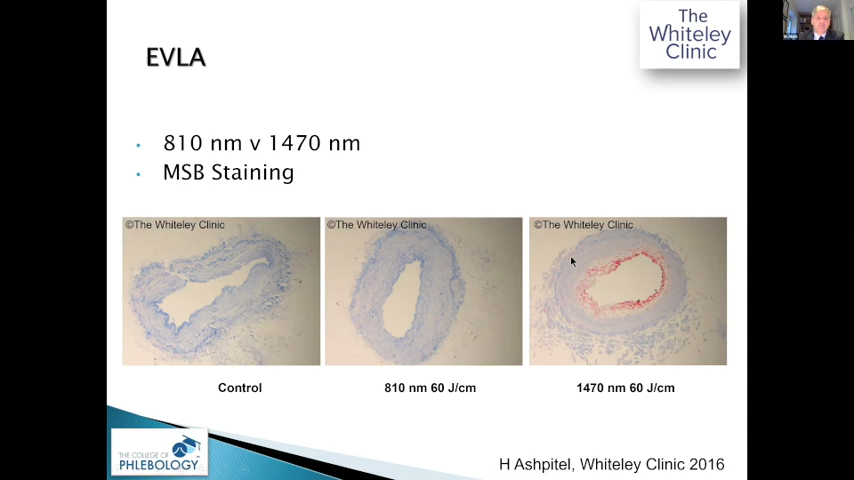 The
Whiteley
Clinic
EVLA
• 810 nm v 1470 nm
• MSB Staining
©The Whiteley Clinic
©The Whiteley Clinic
©The Whiteley Clinic
Control
810 nm 60 J/cm
1470 nm 60 J/cm
THE COLLEGE OF
PHLEBOLOGY
H Ashpitel, Whiteley Clinic 2016